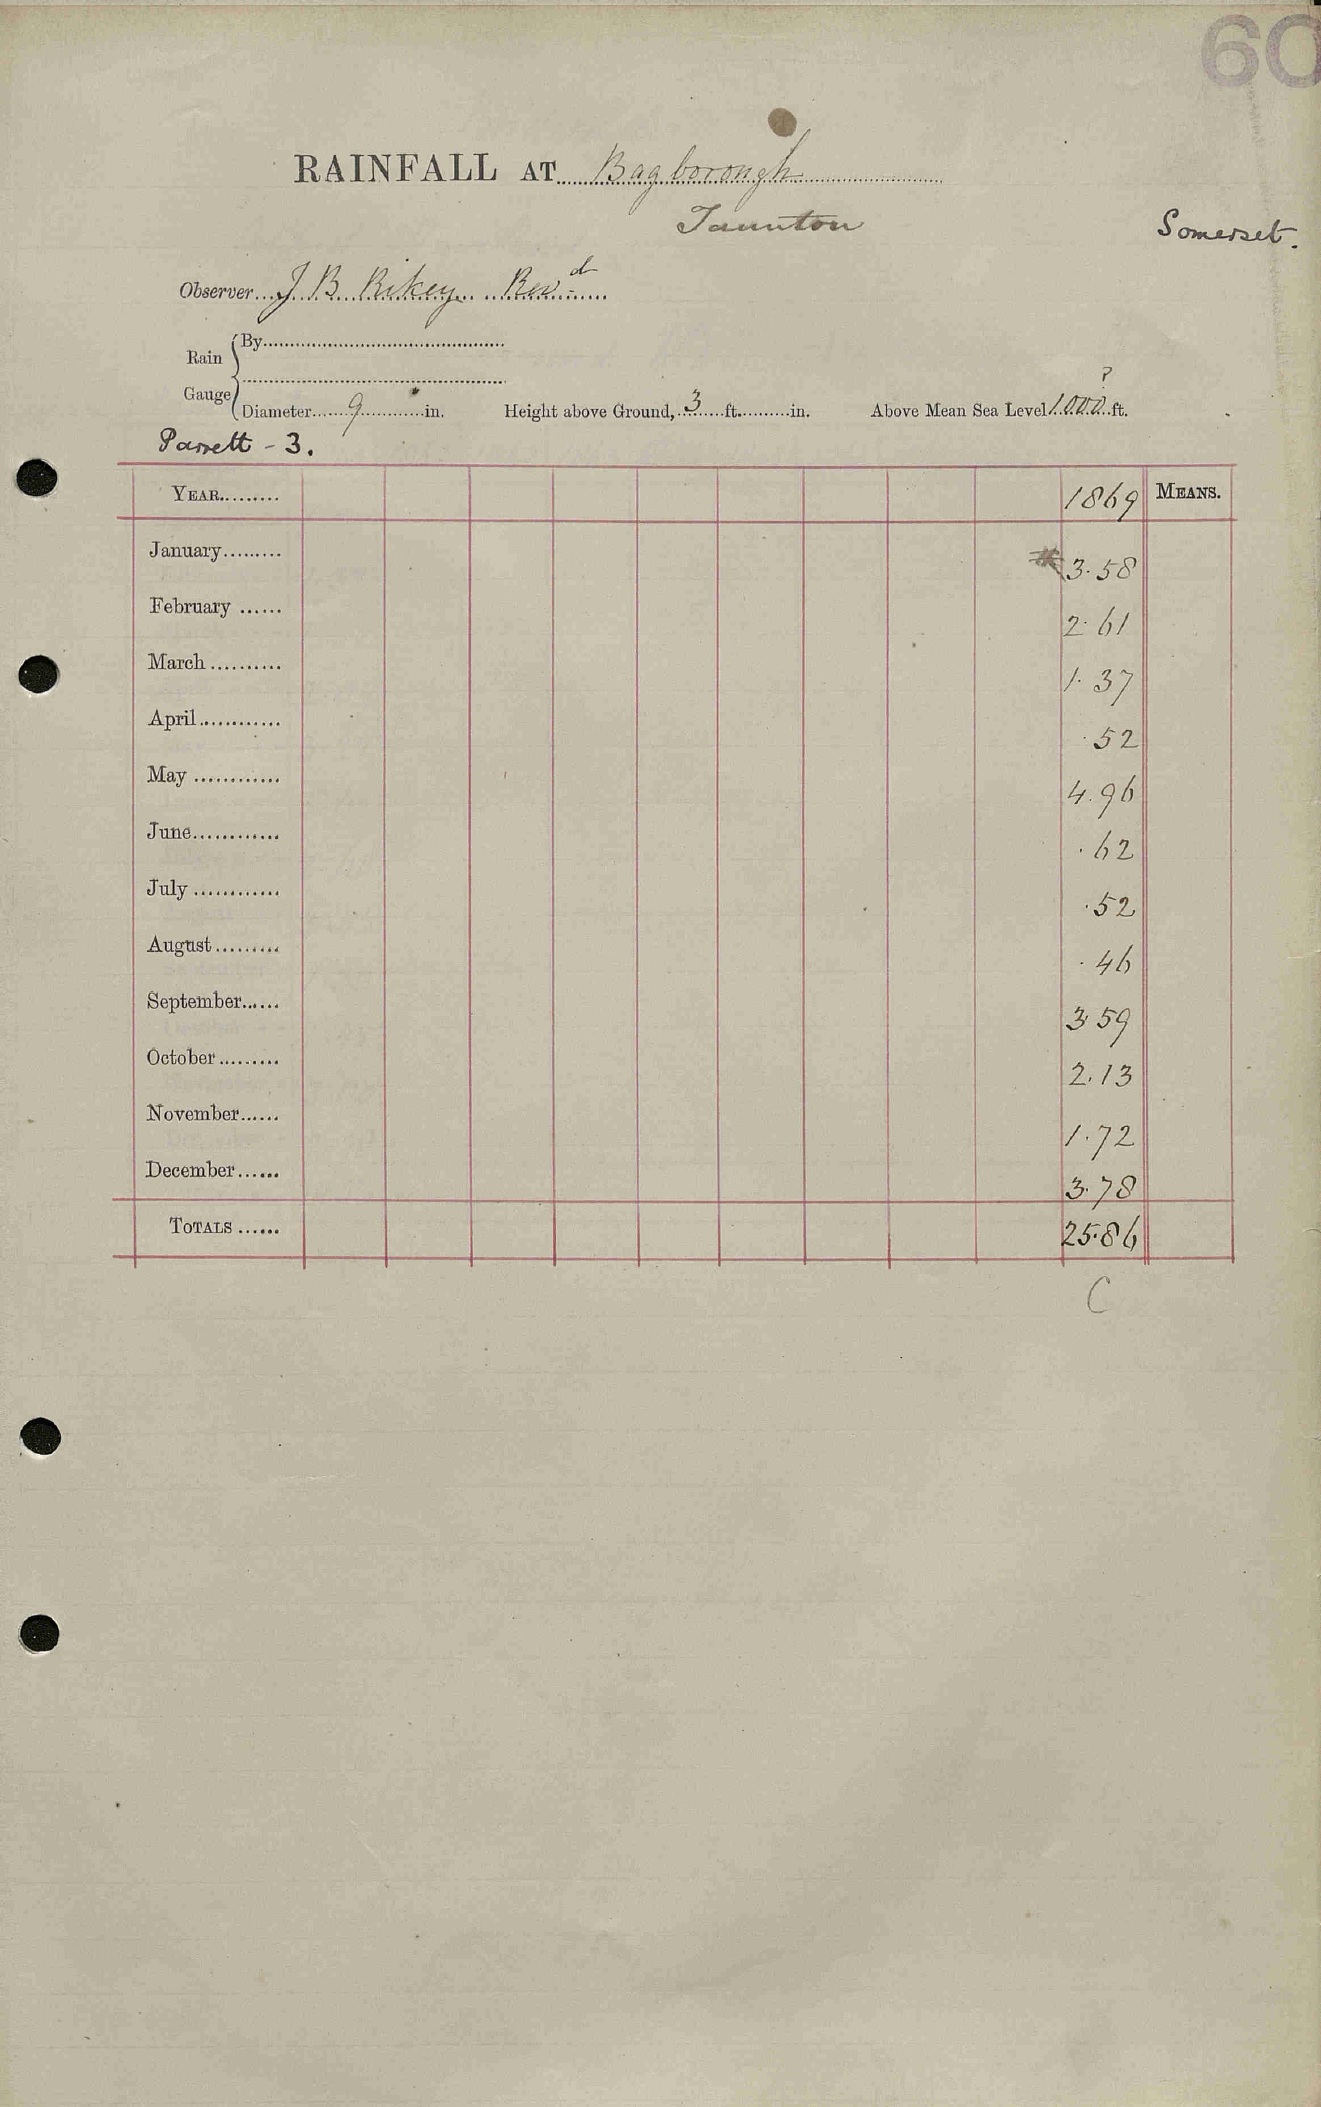 60
RAINFALL AT Bagborough
Taunton
Somerset.
Observer J B Rikey Revd
Rain Gauge
By
Diameter 9 in. Height above Ground, 3 ft. in. Above Mean Sea Level 1000 ? ft.
Parrett - 3.
YEAR 1869 MEANS.
January 3.58
February 2.61
March 1.37
April .52
May 4.96
June .62
July .52
August .46
September 3.59
October 2.13
November 1.72
December 3.78
TOTALS 25.86
C